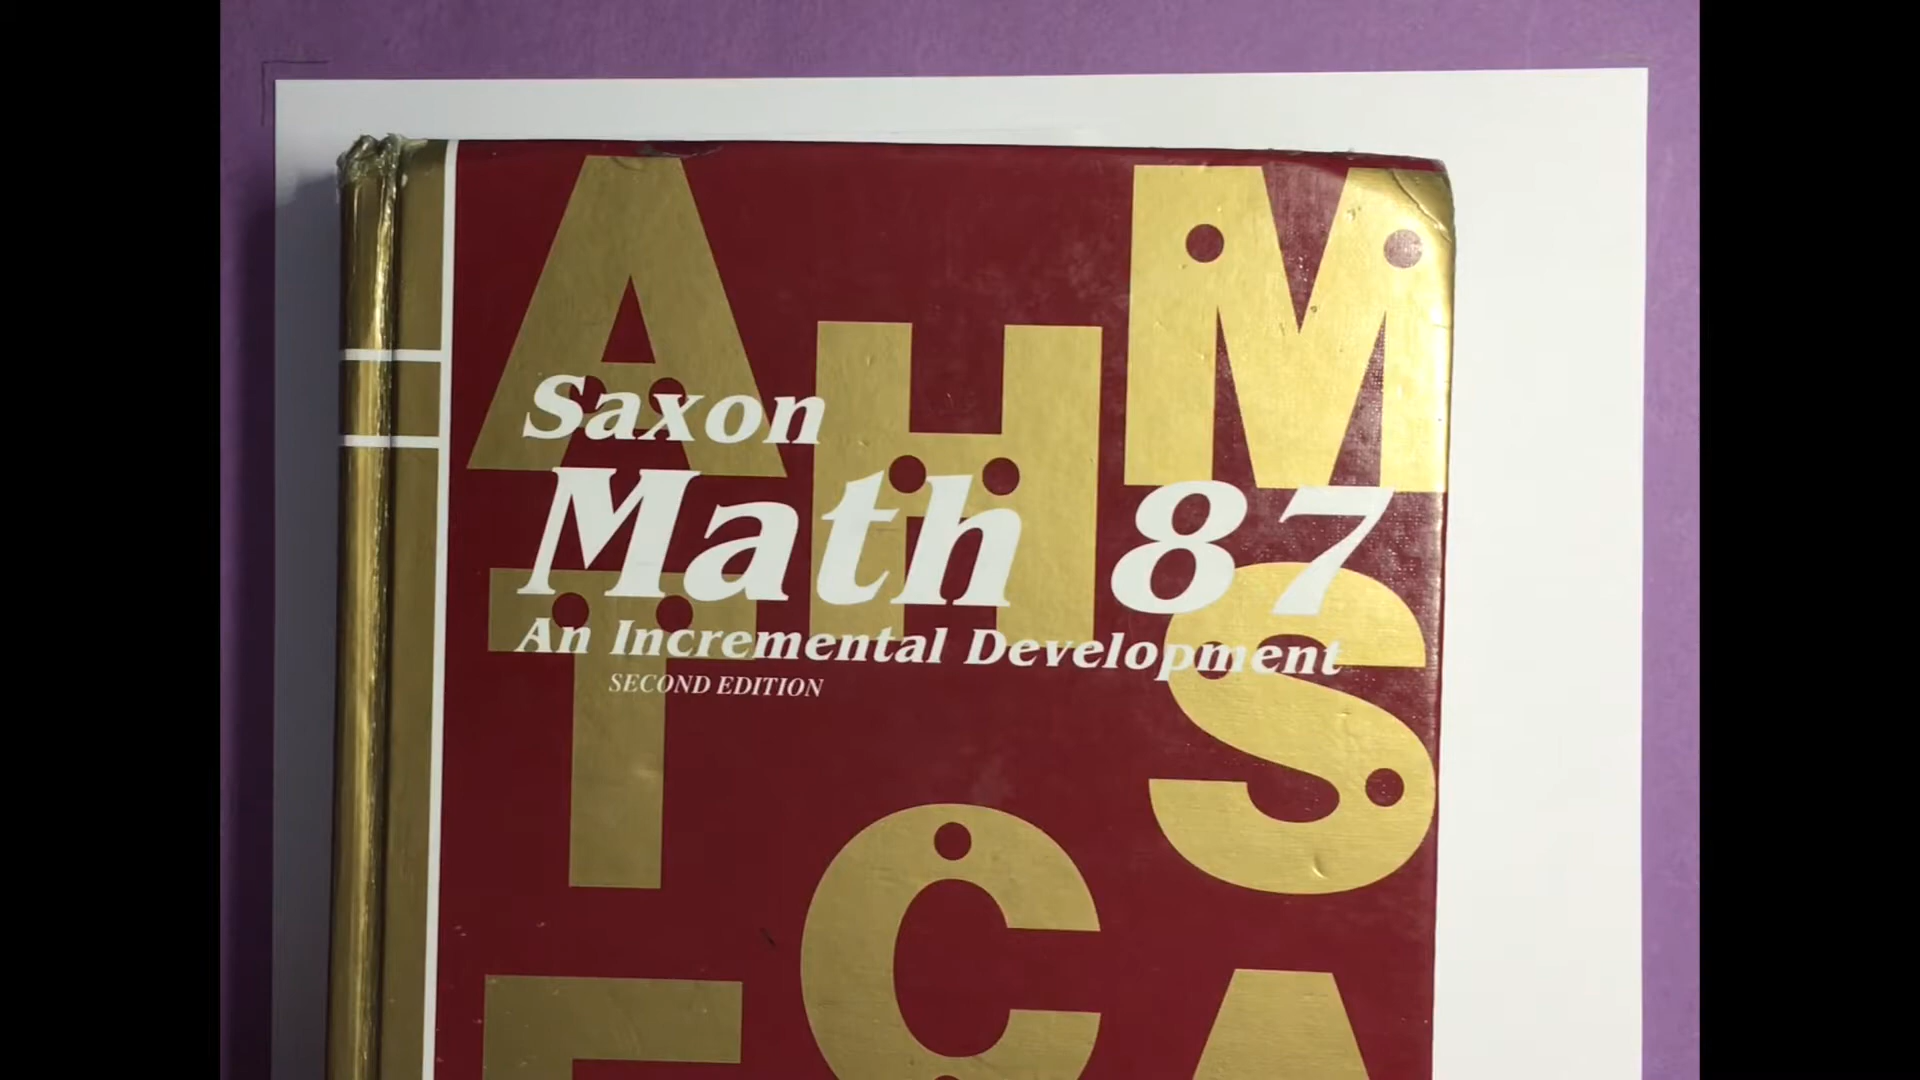 A
M
H
Saxon
Math 87
An Incremental Development
SECOND EDITION
T
S
C
E
A